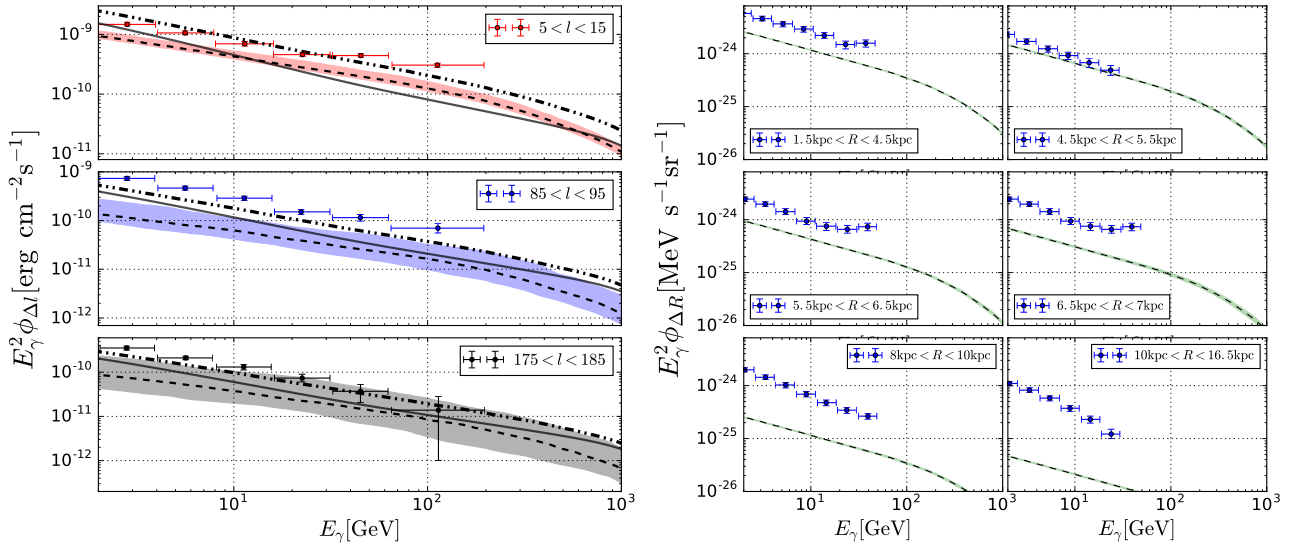 E_γ^2 ϕ_Δl [erg cm^−2 s^−1]
10^-9
10^-10
10^-11
5 < l < 15
10^-9
10^-10
10^-11
10^-12
85 < l < 95
10^-10
10^-11
10^-12
175 < l < 185
10^1 10^2 10^3
E_γ [GeV]
E_γ^2 ϕ_ΔR [MeV s^−1 sr^−1]
10^-24
10^-25
10^-26
1.5kpc < R < 4.5kpc
4.5kpc < R < 5.5kpc
10^-24
10^-25
10^-26
5.5kpc < R < 6.5kpc
6.5kpc < R < 7kpc
10^-24
10^-25
10^-26
8kpc < R < 10kpc
10kpc < R < 16.5kpc
10^1 10^2 10^3 10^1 10^2 10^3
E_γ [GeV] E_γ [GeV]